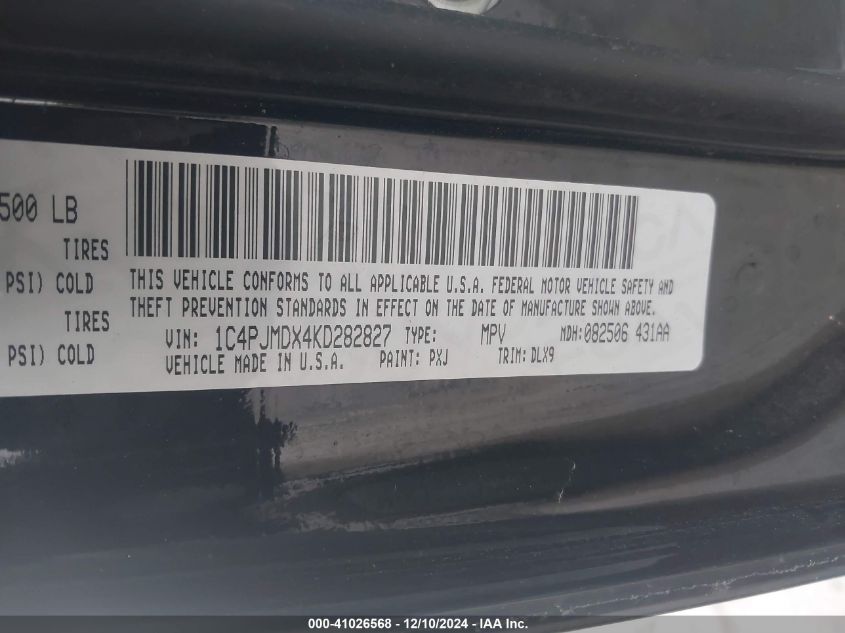 500 LB
TIRES
PSI) COLD
TIRES
PSI) COLD
THIS VEHICLE CONFORMS TO ALL APPLICABLE U.S.A. FEDERAL MOTOR VEHICLE SAFETY AND
THEFT PREVENTION STANDARDS IN EFFECT ON THE DATE OF MANUFACTURE SHOWN ABOVE.
VIN: 1C4PJMDX4KD282827 TYPE: MPV MDH:082506 431AA
VEHICLE MADE IN U.S.A. PAINT: PXJ TRIM: DLX9
000-41026568 - 12/10/2024 - IAA Inc.